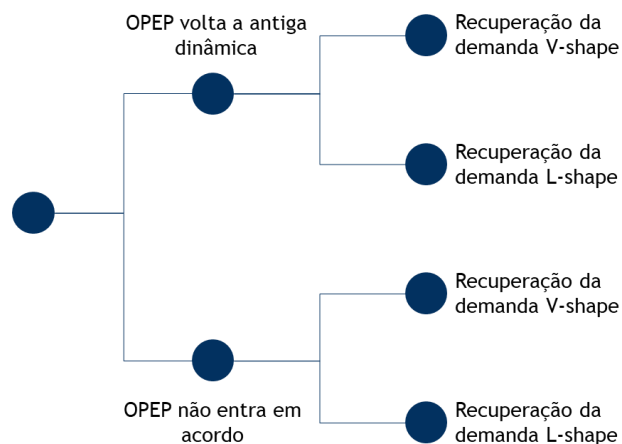 OPEP volta a antiga
dinâmica
Recuperação da
demanda V-shape
Recuperação da
demanda L-shape
OPEP não entra em
acordo
Recuperação da
demanda V-shape
Recuperação da
demanda L-shape